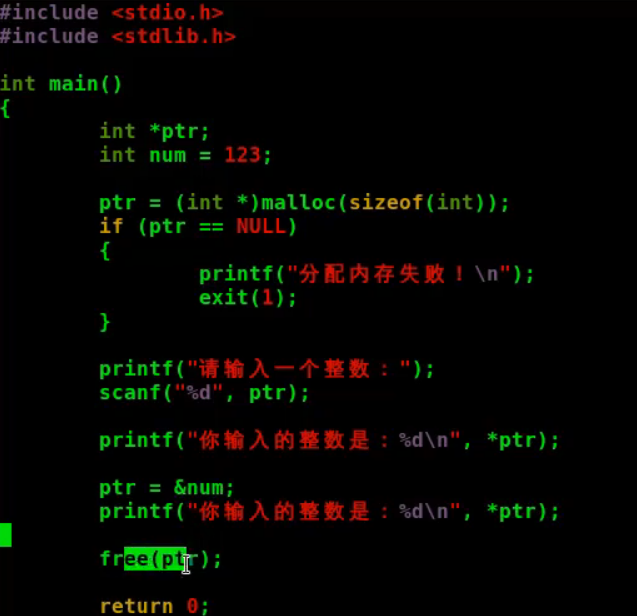 #include <stdio.h>
#include <stdlib.h>
int main()
{
int *ptr;
int num = 123;
ptr = (int *)malloc(sizeof(int));
if (ptr == NULL)
{
printf("分配内存失败！\n");
exit(1);
}
printf("请输入一个整数：");
scanf("%d", ptr);
printf("你输入的整数是：%d\n", *ptr);
ptr = &num;
printf("你输入的整数是：%d\n", *ptr);
free(ptr);
return 0;